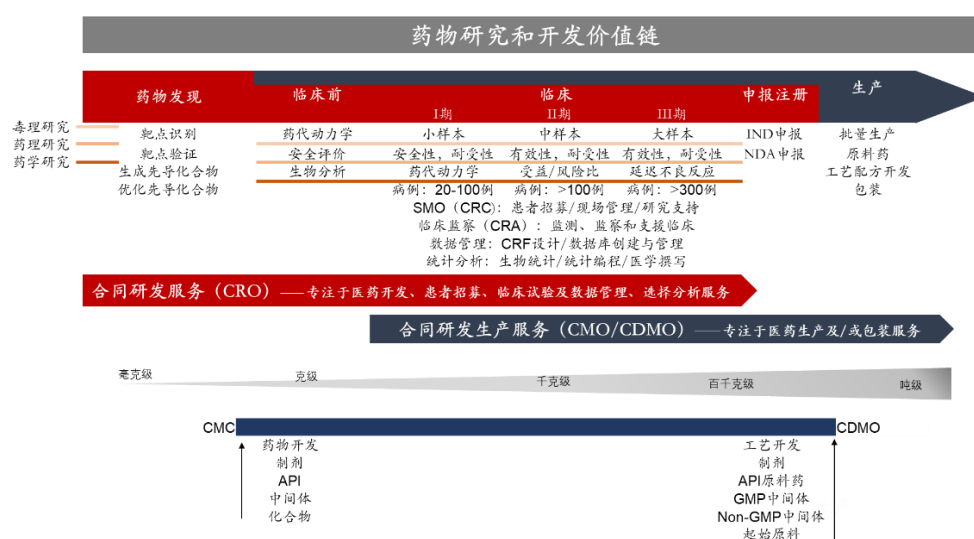 药物研究和开发价值链
药物发现 临床前 临床 申报注册 生产
I期 II期 III期
毒理研究 靶点识别 药代动力学 小样本 中样本 大样本 IND申报 批量生产
药理研究 靶点验证 安全评价 安全性，耐受性 有效性，耐受性 有效性，耐受性 NDA申报 原料药
药学研究 生成先导化合物 生物分析 药代动力学 受益/风险比 延迟不良反应 工艺配方开发
优化先导化合物 病例：20-100例 病例：>100例 病例：>300例 包装
SMO（CRC）：患者招募/现场管理/研究支持
临床监察（CRA）：监测、监察和支援临床
数据管理：CRF设计/数据库创建与管理
统计分析：生物统计/统计编程/医学撰写
合同研发服务（CRO）——专注于医药开发、患者招募、临床试验及数据管理、选择分析服务
合同研发生产服务（CMO/CDMO）——专注于医药生产及/或包装服务
毫克级 克级 千克级 百千克级 吨级
CMC CDMO
药物开发 工艺开发
制剂 制剂
API API原料药
中间体 GMP中间体
化合物 Non-GMP中间体
起始原料